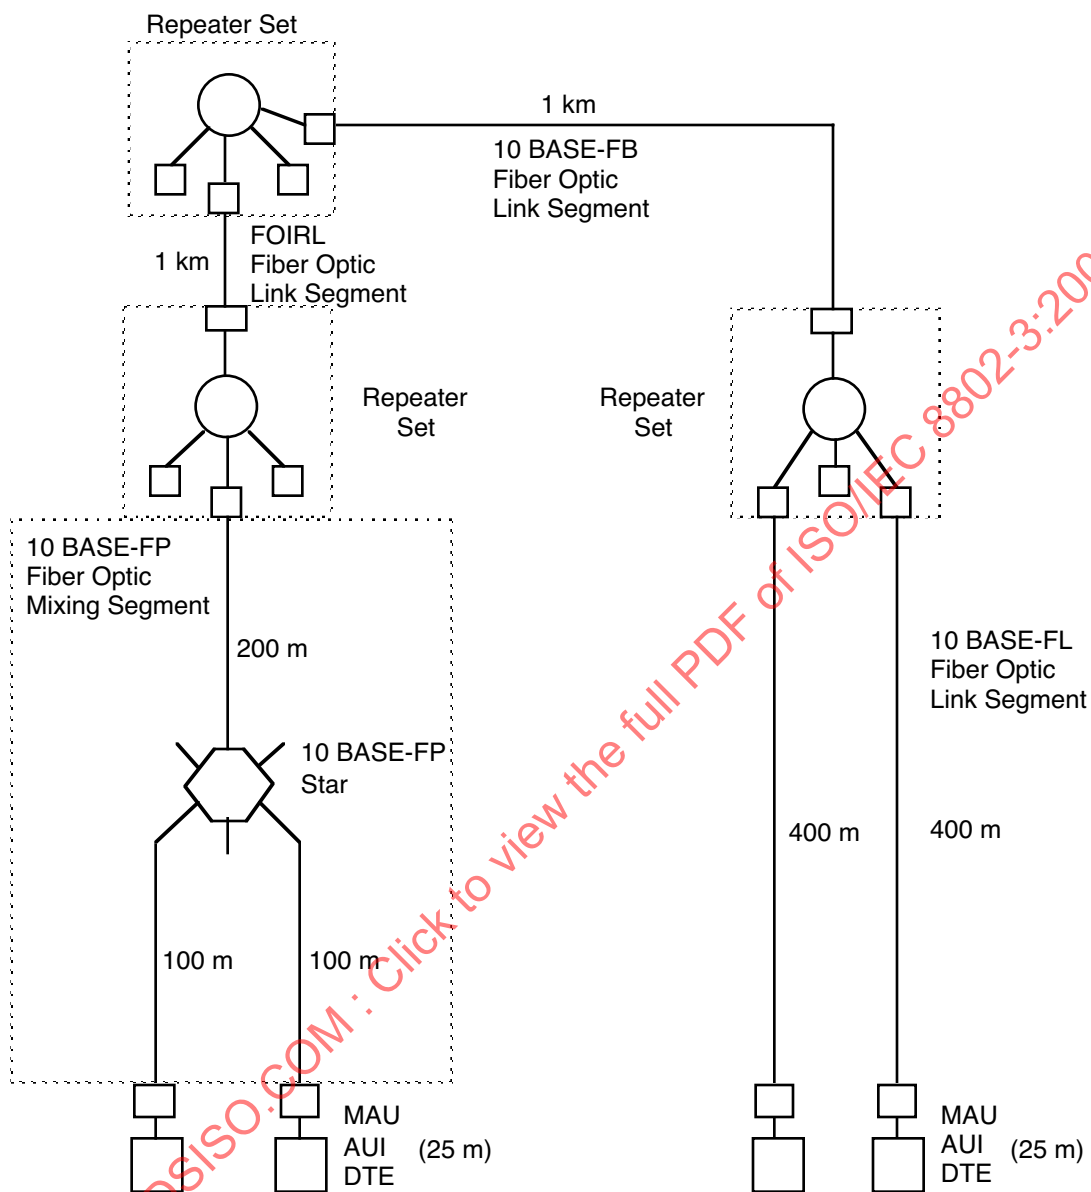 Repeater Set
1 km
10 BASE-FB
Fiber Optic
Link Segment
FOIRL
Fiber Optic
Link Segment
1 km
Repeater
Set
Repeater
Set
10 BASE-FP
Fiber Optic
Mixing Segment
200 m
10 BASE-FL
Fiber Optic
Link Segment
10 BASE-FP
Star
400 m
400 m
100 m
100 m
MAU
AUI
DTE
(25 m)
MAU
AUI
DTE
(25 m)
DSISO.COM : Click to view the full PDF of ISO/IEC 8802-3:200